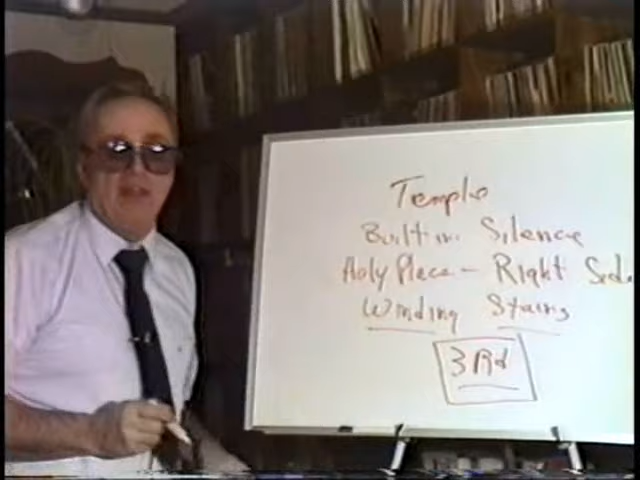 Temple
Built in Silence
Holy Place - Right Side
Winding Stairs
3Rd